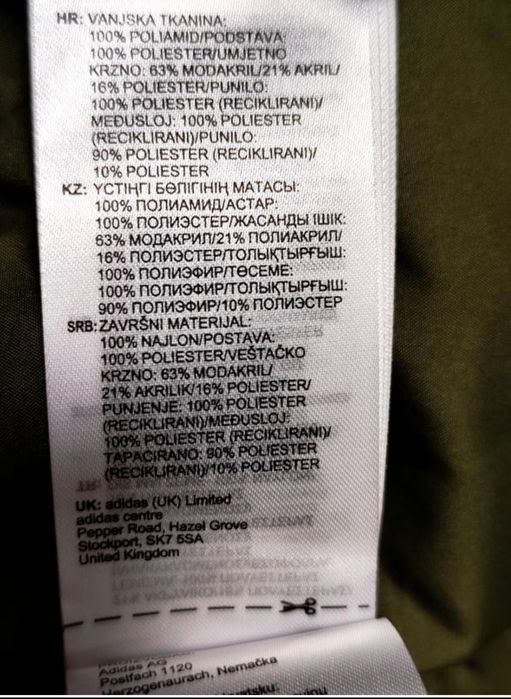 HR: VANJSKA TKANINA:
100% POLIAMID/PODSTAVA:
100% POLIESTER/UMJETNO
KRZNO: 63% MODAKRIL/21% AKRIL/
16% POLIESTER/PUNILO:
100% POLIESTER (RECIKLIRANI)/
MEĐUSLOJ: 100% POLIESTER
(RECIKLIRANI)/PUNILO:
90% POLIESTER (RECIKLIRANI)/
10% POLIESTER
KZ: ҮСТІҢГІ БӨЛІГІНІҢ МАТАСЫ:
100% ПОЛИАМИД/АСТАР:
100% ПОЛИЭСТЕР/ЖАСАНДЫ ІШІК:
63% МОДАКРИЛ/21% ПОЛИАКРИЛ/
16% ПОЛИЭСТЕР/ТОЛЫҚТЫРҒЫШ:
100% ПОЛИЭФИР/ТӨСЕМЕ:
100% ПОЛИЭФИР/ТОЛЫҚТЫРҒЫШ:
90% ПОЛИЭФИР/10% ПОЛИЭСТЕР
SRB: ZAVRŠNI MATERIJAL:
100% NAJLON/POSTAVA:
100% POLIESTER/VEŠTAČKO
KRZNO: 63% MODAKRIL/
21% AKRILIK/16% POLIESTER/
PUNJENJE: 100% POLIESTER
(RECIKLIRANI)/MEĐUSLOJ:
100% POLIESTER (RECIKLIRANI)/
TAPACIRANO: 90% POLIESTER
(RECIKLIRANI)/10% POLIESTER
UK: adidas (UK) Limited
adidas centre
Pepper Road, Hazel Grove
Stockport, SK7 5SA
United Kingdom
Adidas AG
Postfach 1120
Herzogenaurach, Nemačka